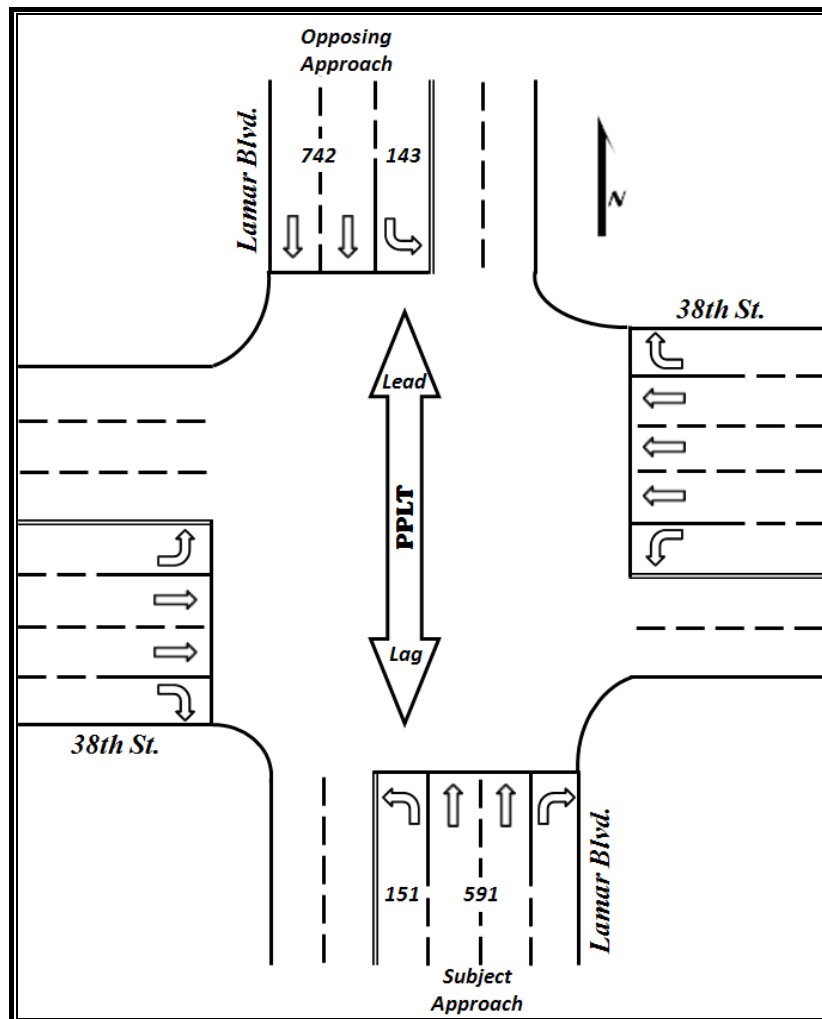 Opposing
Approach
Lamar Blvd.
742
143
N
38th St.
Lead
PPLT
Lag
38th St.
151
591
Lamar Blvd.
Subject
Approach